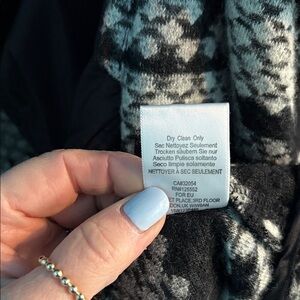 Dry Clean Only
Sec Nettoyez Seulement
Trocken säubern Sie nur
Asciutto Pulisca soltanto
Seco limpie solamente
NETTOYER À SEC SEULEMENT
CA#32054
RN#125552
FOR EU
PLACE 3RD FLOOR